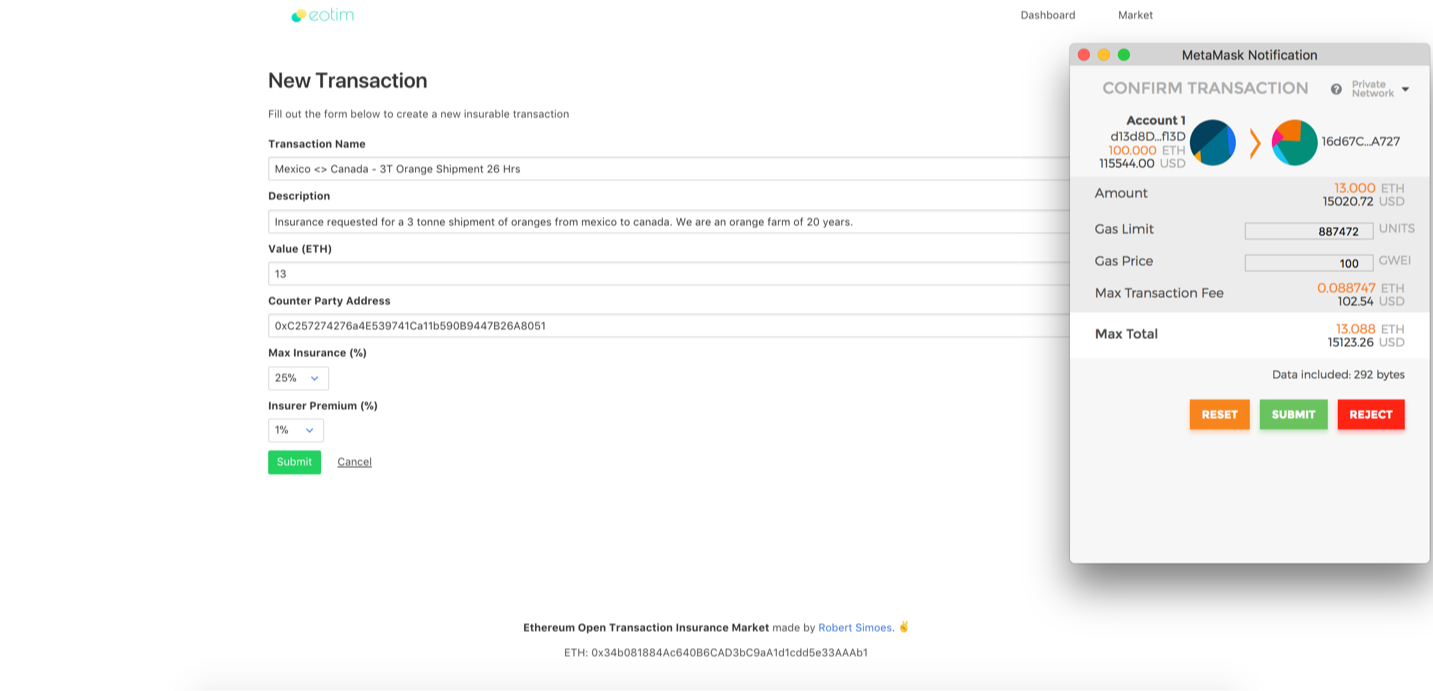 eotim
Dashboard Market
New Transaction
Fill out the form below to create a new insurable transaction
Transaction Name
Mexico <> Canada - 3T Orange Shipment 26 Hrs
Description
Insurance requested for a 3 tonne shipment of oranges from mexico to canada. We are an orange farm of 20 years.
Value (ETH)
13
Counter Party Address
0xC257274276a4E539741Ca11b590B9447B26A8051
Max Insurance (%)
25%
Insurer Premium (%)
1%
Submit Cancel
MetaMask Notification
CONFIRM TRANSACTION ? Private
Network
Account 1
d13d8D...f13D
100.000 ETH
115544.00 USD
16d67C...A727
Amount 13.000 ETH
15020.72 USD
Gas Limit 887472 UNITS
Gas Price 100 GWEI
Max Transaction Fee 0.088747 ETH
102.54 USD
Max Total 13.088 ETH
15123.26 USD
Data included: 292 bytes
RESET SUBMIT REJECT
Ethereum Open Transaction Insurance Market made by Robert Simoes. ✌
ETH: 0x34b081884Ac640B6CAD3bC9aA1d1cdd5e33AAAb1